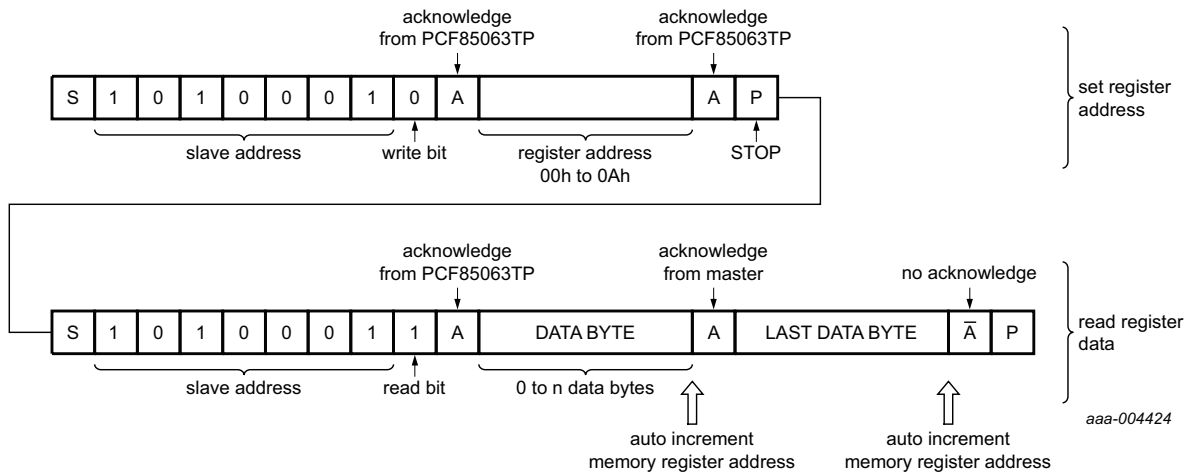 acknowledge
from PCF85063TP
acknowledge
from PCF85063TP
S 1 0 1 0 0 0 1 0 A A P
set register
address
slave address
write bit
register address
00h to 0Ah
STOP
acknowledge
from PCF85063TP
acknowledge
from master
no acknowledge
S 1 0 1 0 0 0 1 1 A DATA BYTE A LAST DATA BYTE A̅ P
read register
data
slave address
read bit
0 to n data bytes
auto increment
memory register address
auto increment
memory register address
aaa-004424